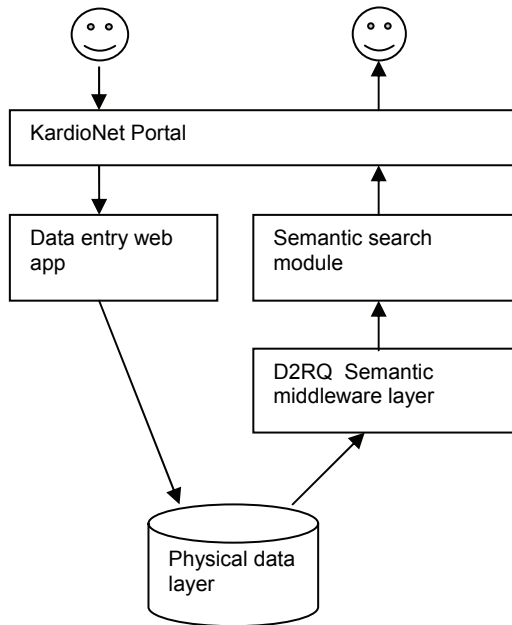 KardioNet Portal
Data entry web
app
Semantic search
module
D2RQ  Semantic
middleware layer
Physical data
layer